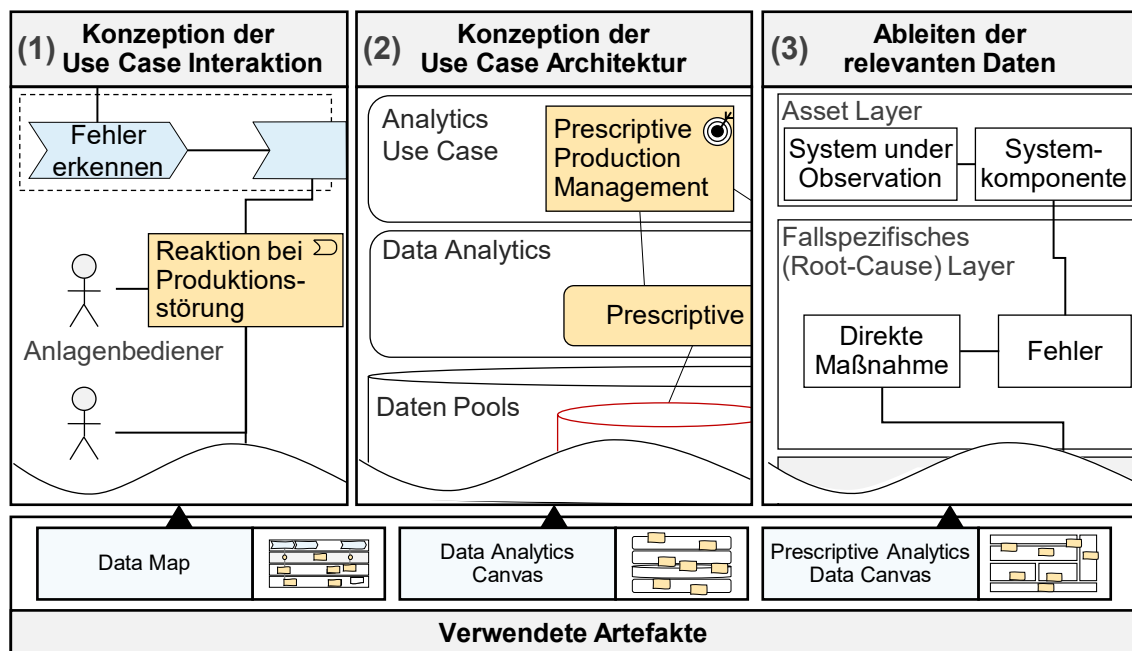 (1)
Konzeption der
Use Case Interaktion
Fehler
erkennen
Reaktion bei
Produktions-
störung
Anlagenbediener
(2)
Konzeption der
Use Case Architektur
Analytics
Use Case
Prescriptive
Production
Management
Data Analytics
Prescriptive
Daten Pools
(3)
Ableiten der
relevanten Daten
Asset Layer
System under
Observation
System-
komponente
Fallspezifisches
(Root-Cause) Layer
Direkte
Maßnahme
Fehler
Data Map
Data Analytics
Canvas
Prescriptive Analytics
Data Canvas
Verwendete Artefakte